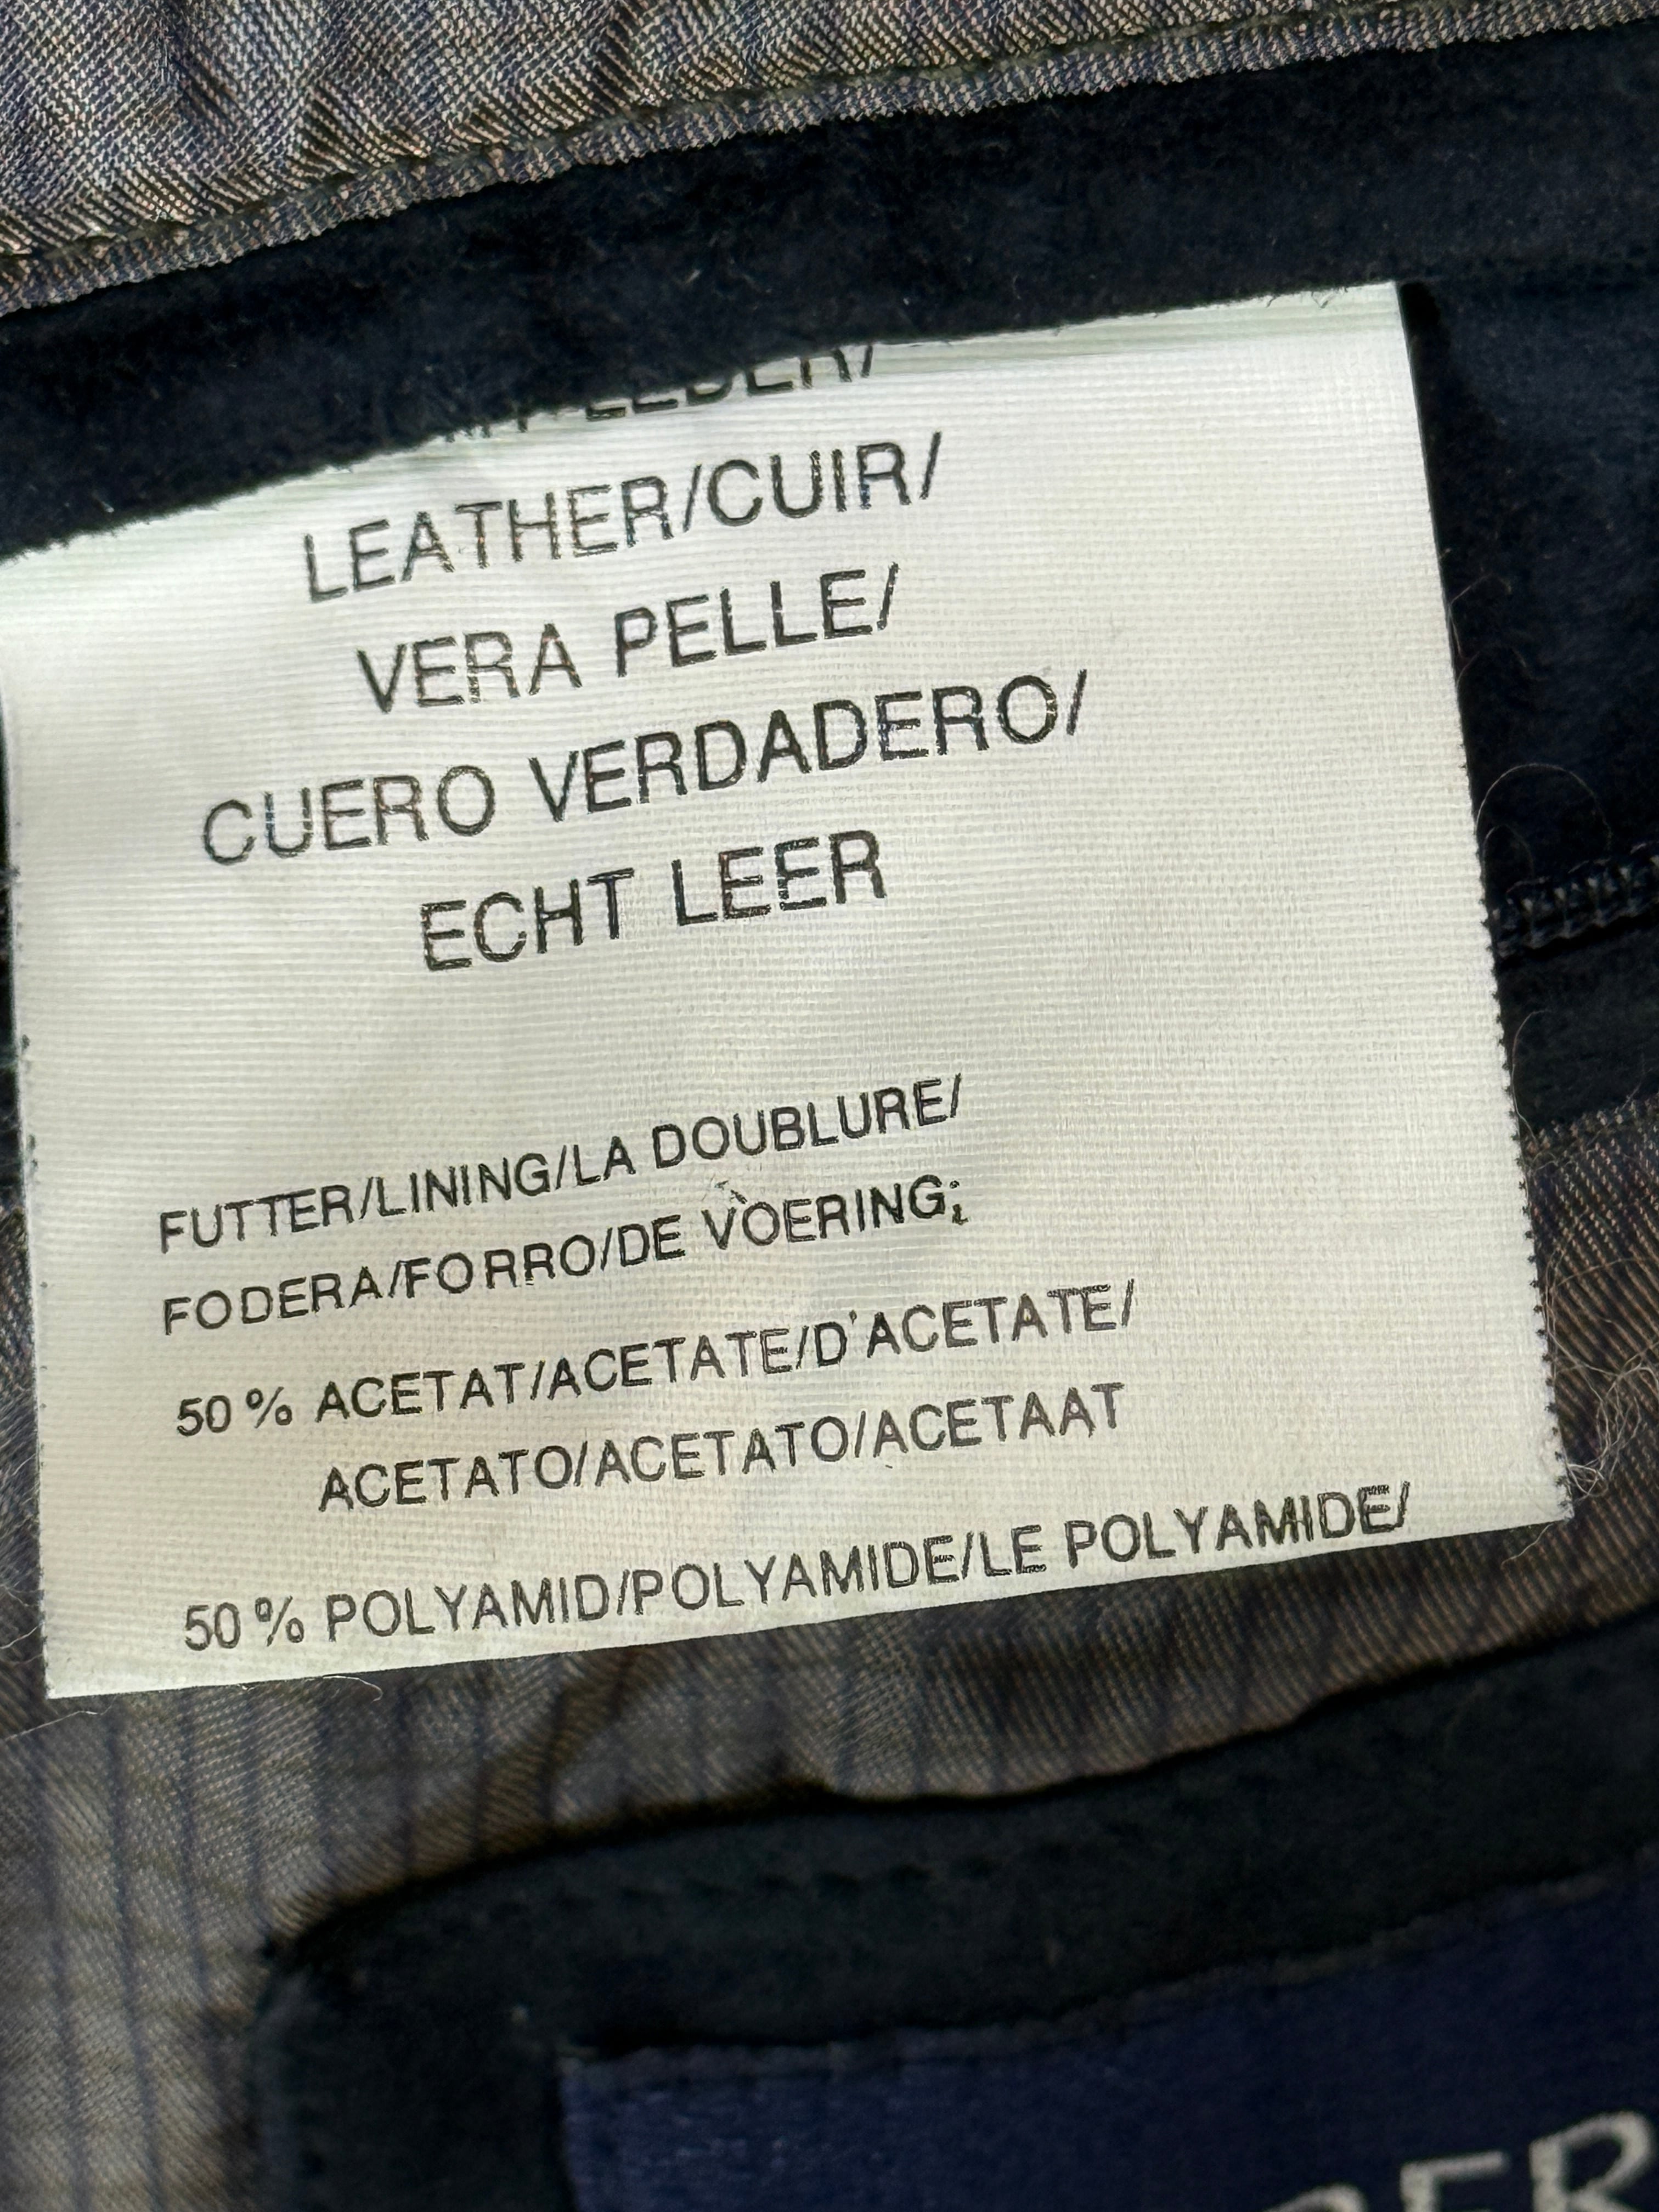 LEDER/
LEATHER/CUIR/
VERA PELLE/
CUERO VERDADERO/
ECHT LEER
FUTTER/LINING/LA DOUBLURE/
FODERA/FORRO/DE VOERING;
50% ACETAT/ACETATE/D'ACETATE/
ACETATO/ACETATO/ACETAAT
50% POLYAMID/POLYAMIDE/LE POLYAMIDE/